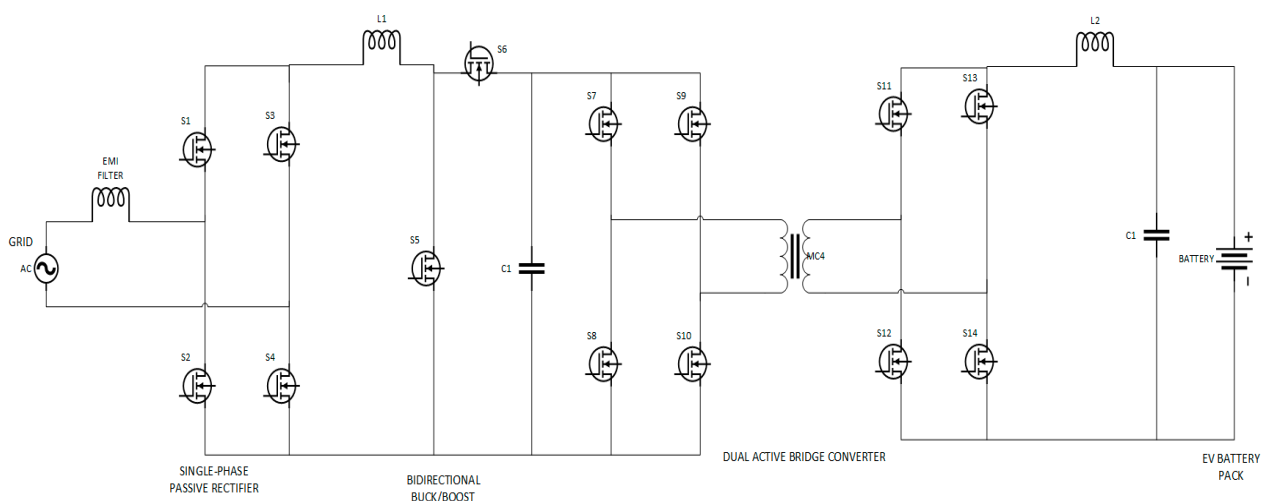 L1
S6
L2
S1
S3
S7
S9
S11
S13
EMI
FILTER
GRID
AC
S5
C1
MC4
C1
BATTERY
+
-
S2
S4
S8
S10
S12
S14
SINGLE-PHASE
PASSIVE RECTIFIER
BIDIRECTIONAL
BUCK/BOOST
DUAL ACTIVE BRIDGE CONVERTER
EV BATTERY
PACK